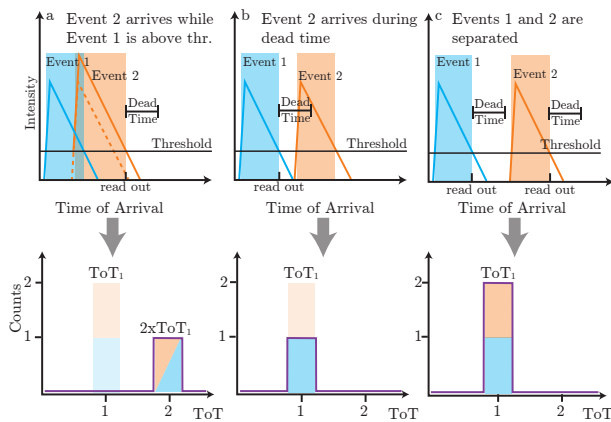 a
Event 2 arrives while
Event 1 is above thr.
b
Event 2 arrives during
dead time
c
Events 1 and 2 are
separated
Intensity
Event 1
Event 2
Dead
Time
Threshold
read out
Event 1
Event 2
Dead
Time
Threshold
read out
Event 1
Event 2
Dead
Time
Dead
Time
Threshold
read out
read out
Time of Arrival
Time of Arrival
Time of Arrival
Counts
2
1
ToT₁
2xToT₁
1
2
ToT
2
1
ToT₁
1
2
ToT
2
1
ToT₁
1
2
ToT